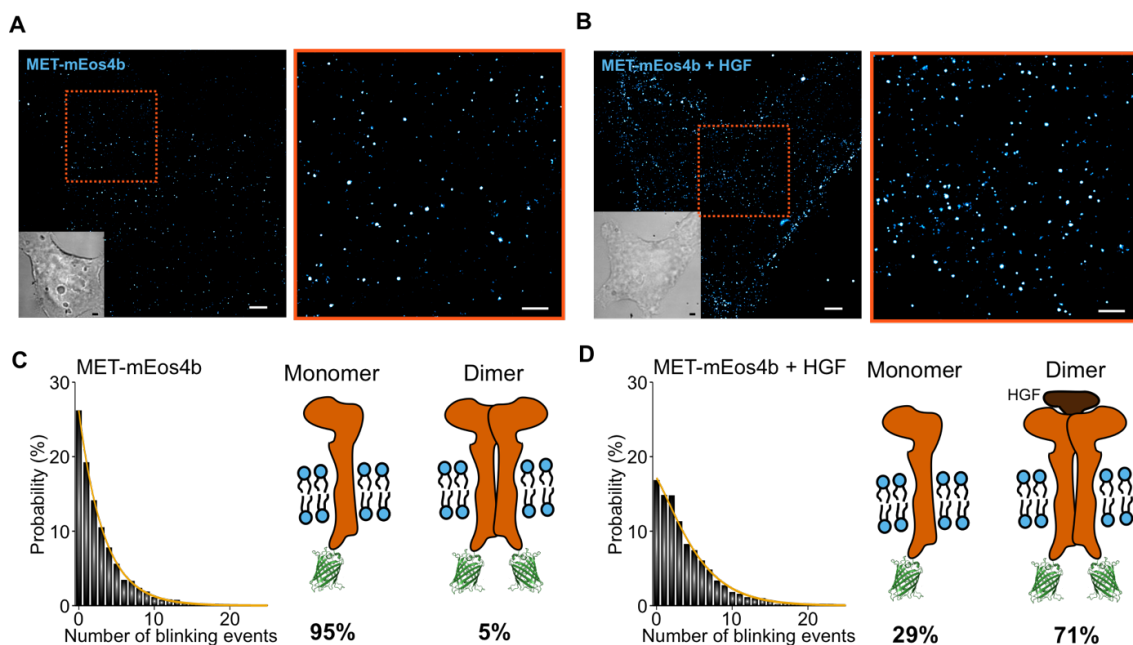 A
MET-mEos4b
B
MET-mEos4b + HGF
C
MET-mEos4b
Probability (%)
30
20
10
0
0
10
20
Number of blinking events
Monomer
Dimer
95%
5%
D
MET-mEos4b + HGF
Probability (%)
30
20
10
0
0
10
20
Number of blinking events
Monomer
Dimer
HGF
29%
71%